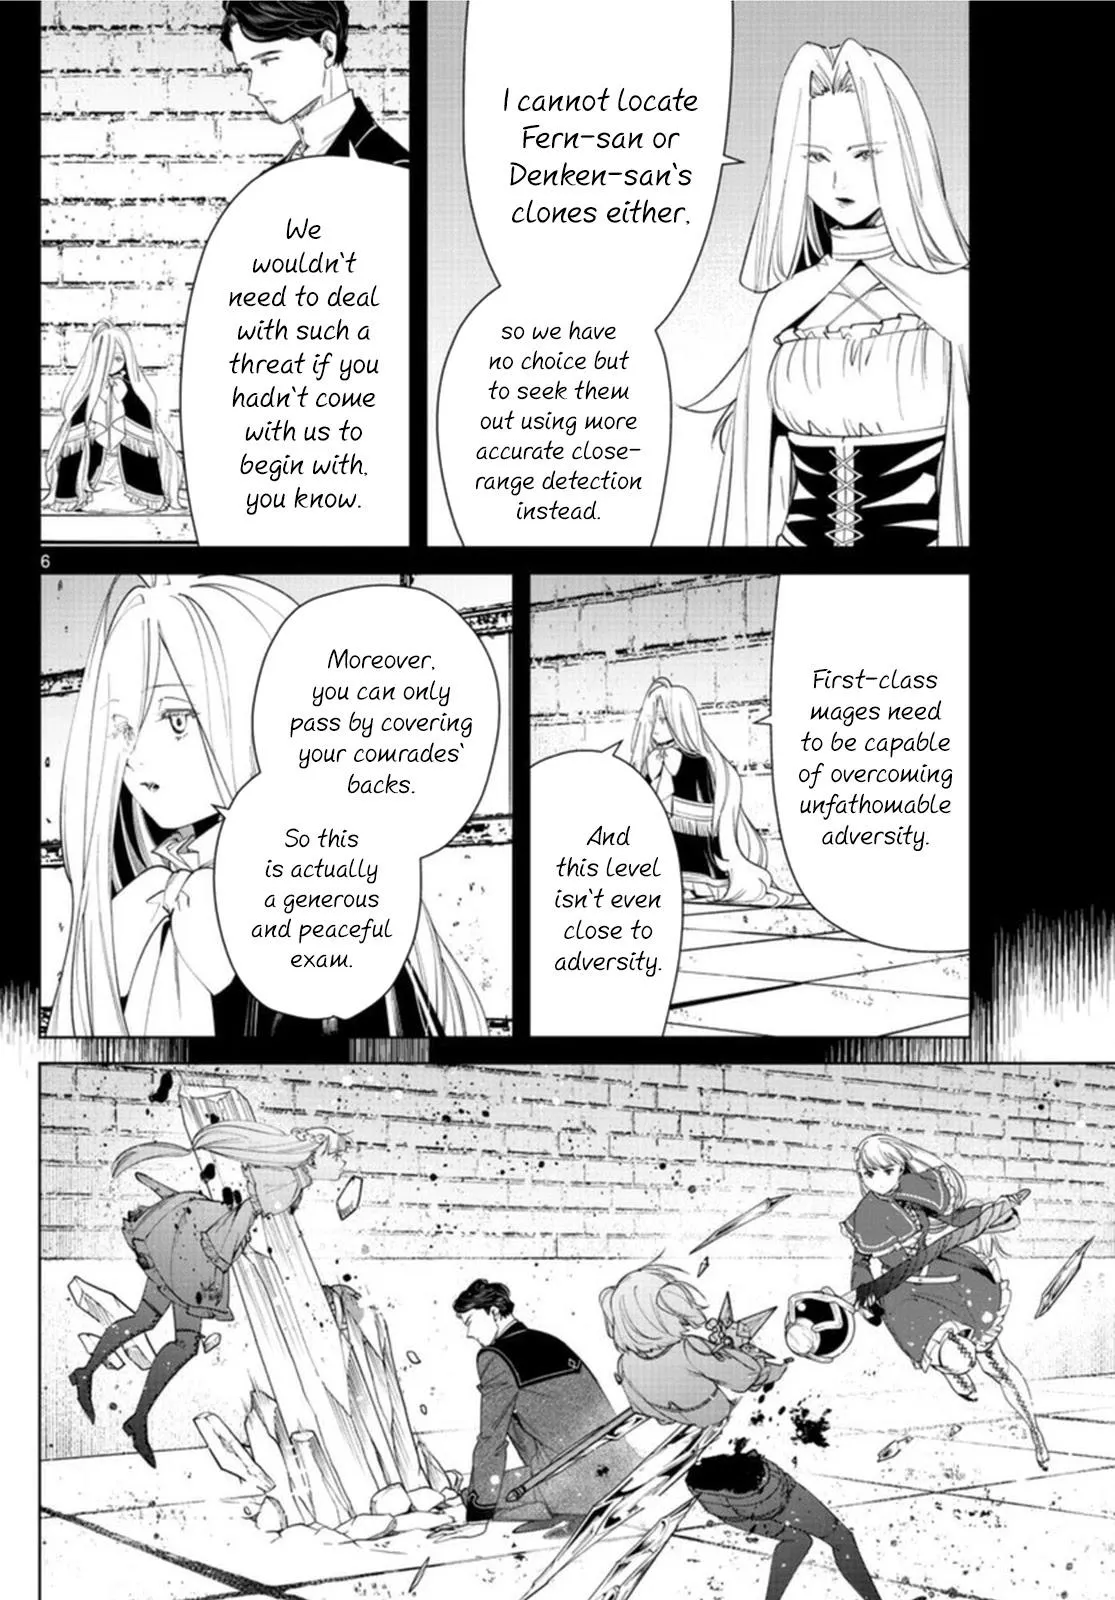 I cannot locate
Fern-san or
Denken-san's
clones either,
so we have
no choice but
to seek them
out using more
accurate close-
range detection
instead.
We
wouldn't
need to deal
with such a
threat if you
hadn't come
with us to
begin with,
you know.
6
First-class
mages need
to be capable
of overcoming
unfathomable
adversity.
And
this level
isn't even
close to
adversity.
Moreover,
you can only
pass by covering
your comrades'
backs.
So this
is actually
a generous
and peaceful
exam.